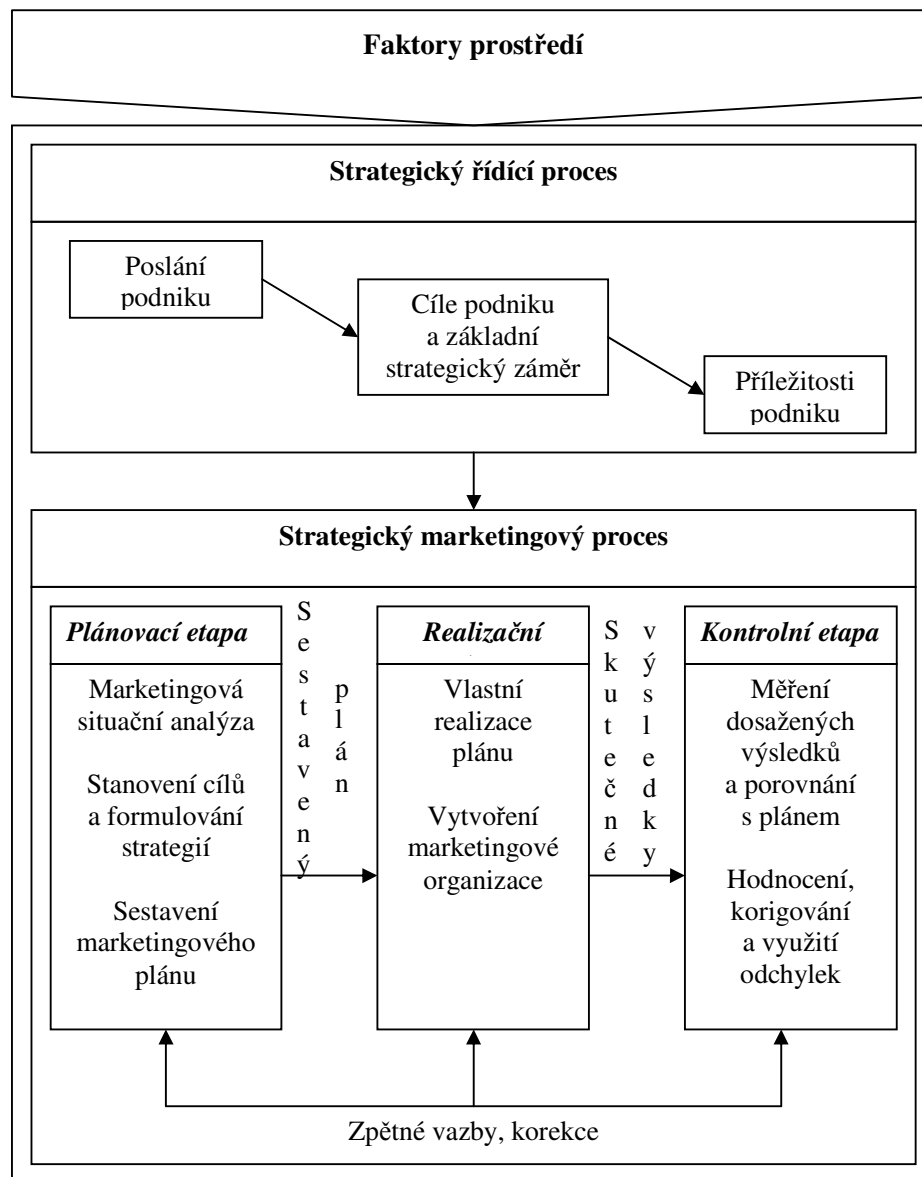 Faktory prostředí
Strategický řídící proces
Poslání
podniku
Cíle podniku
a základní
strategický záměr
Příležitosti
podniku
Strategický marketingový proces
Plánovací etapa
Marketingová
situační analýza
Stanovení cílů
a formulování
strategií
Sestavení
marketingového
plánu
Sestavený
plán
Realizační
Vlastní
realizace
plánu
Vytvoření
marketingové
organizace
Skutečné
výsledky
Kontrolní etapa
Měření
dosažených
výsledků
a porovnání
s plánem
Hodnocení,
korigování
a využití
odchylek
Zpětné vazby, korekce